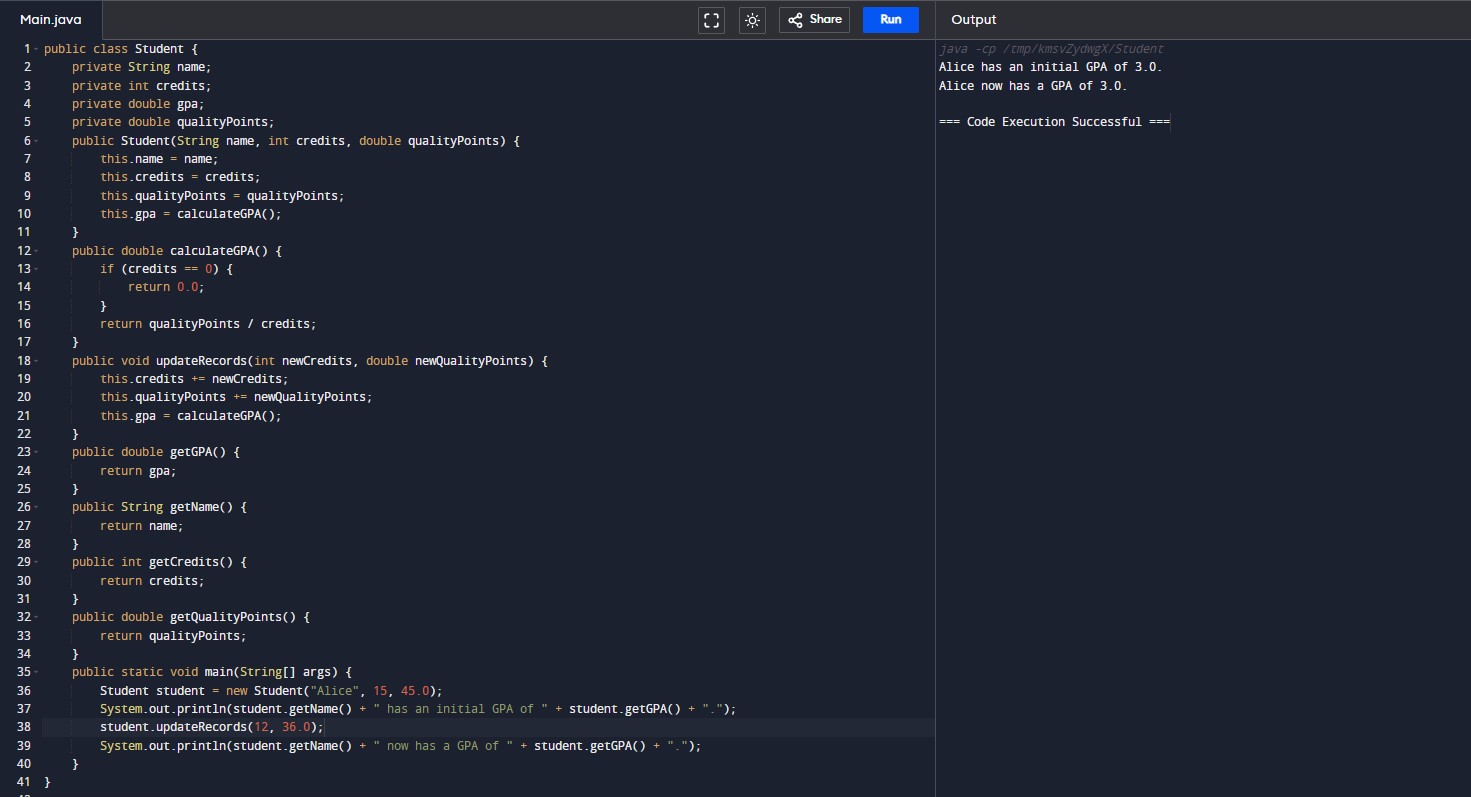 Main.java
Share
Run
Output
1 public class Student {
2     private String name;
3     private int credits;
4     private double gpa;
5     private double qualityPoints;
6     public Student(String name, int credits, double qualityPoints) {
7         this.name = name;
8         this.credits = credits;
9         this.qualityPoints = qualityPoints;
10         this.gpa = calculateGPA();
11     }
12     public double calculateGPA() {
13         if (credits == 0) {
14             return 0.0;
15         }
16         return qualityPoints / credits;
17     }
18     public void updateRecords(int newCredits, double newQualityPoints) {
19         this.credits += newCredits;
20         this.qualityPoints += newQualityPoints;
21         this.gpa = calculateGPA();
22     }
23     public double getGPA() {
24         return gpa;
25     }
26     public String getName() {
27         return name;
28     }
29     public int getCredits() {
30         return credits;
31     }
32     public double getQualityPoints() {
33         return qualityPoints;
34     }
35     public static void main(String[] args) {
36         Student student = new Student("Alice", 15, 45.0);
37         System.out.println(student.getName() + " has an initial GPA of " + student.getGPA() + ".");
38         student.updateRecords(12, 36.0);
39         System.out.println(student.getName() + " now has a GPA of " + student.getGPA() + ".");
40     }
41 }
java -cp /tmp/kmsvZydwgX/Student
Alice has an initial GPA of 3.0.
Alice now has a GPA of 3.0.
=== Code Execution Successful ===